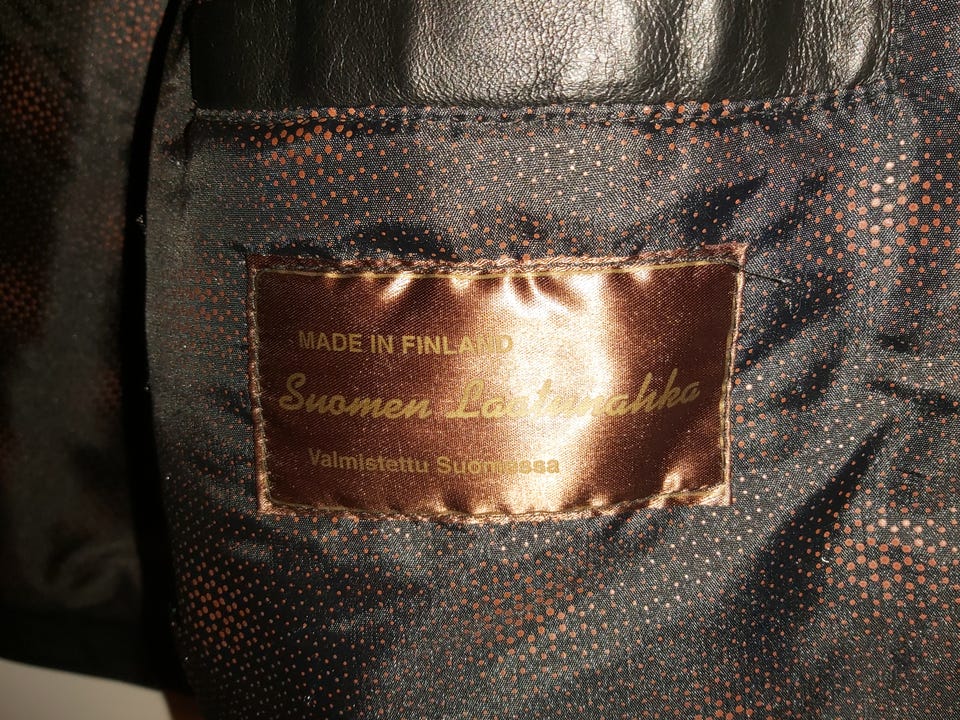 MADE IN FINLAND
Suomen Laatunahka
Valmistettu Suomessa